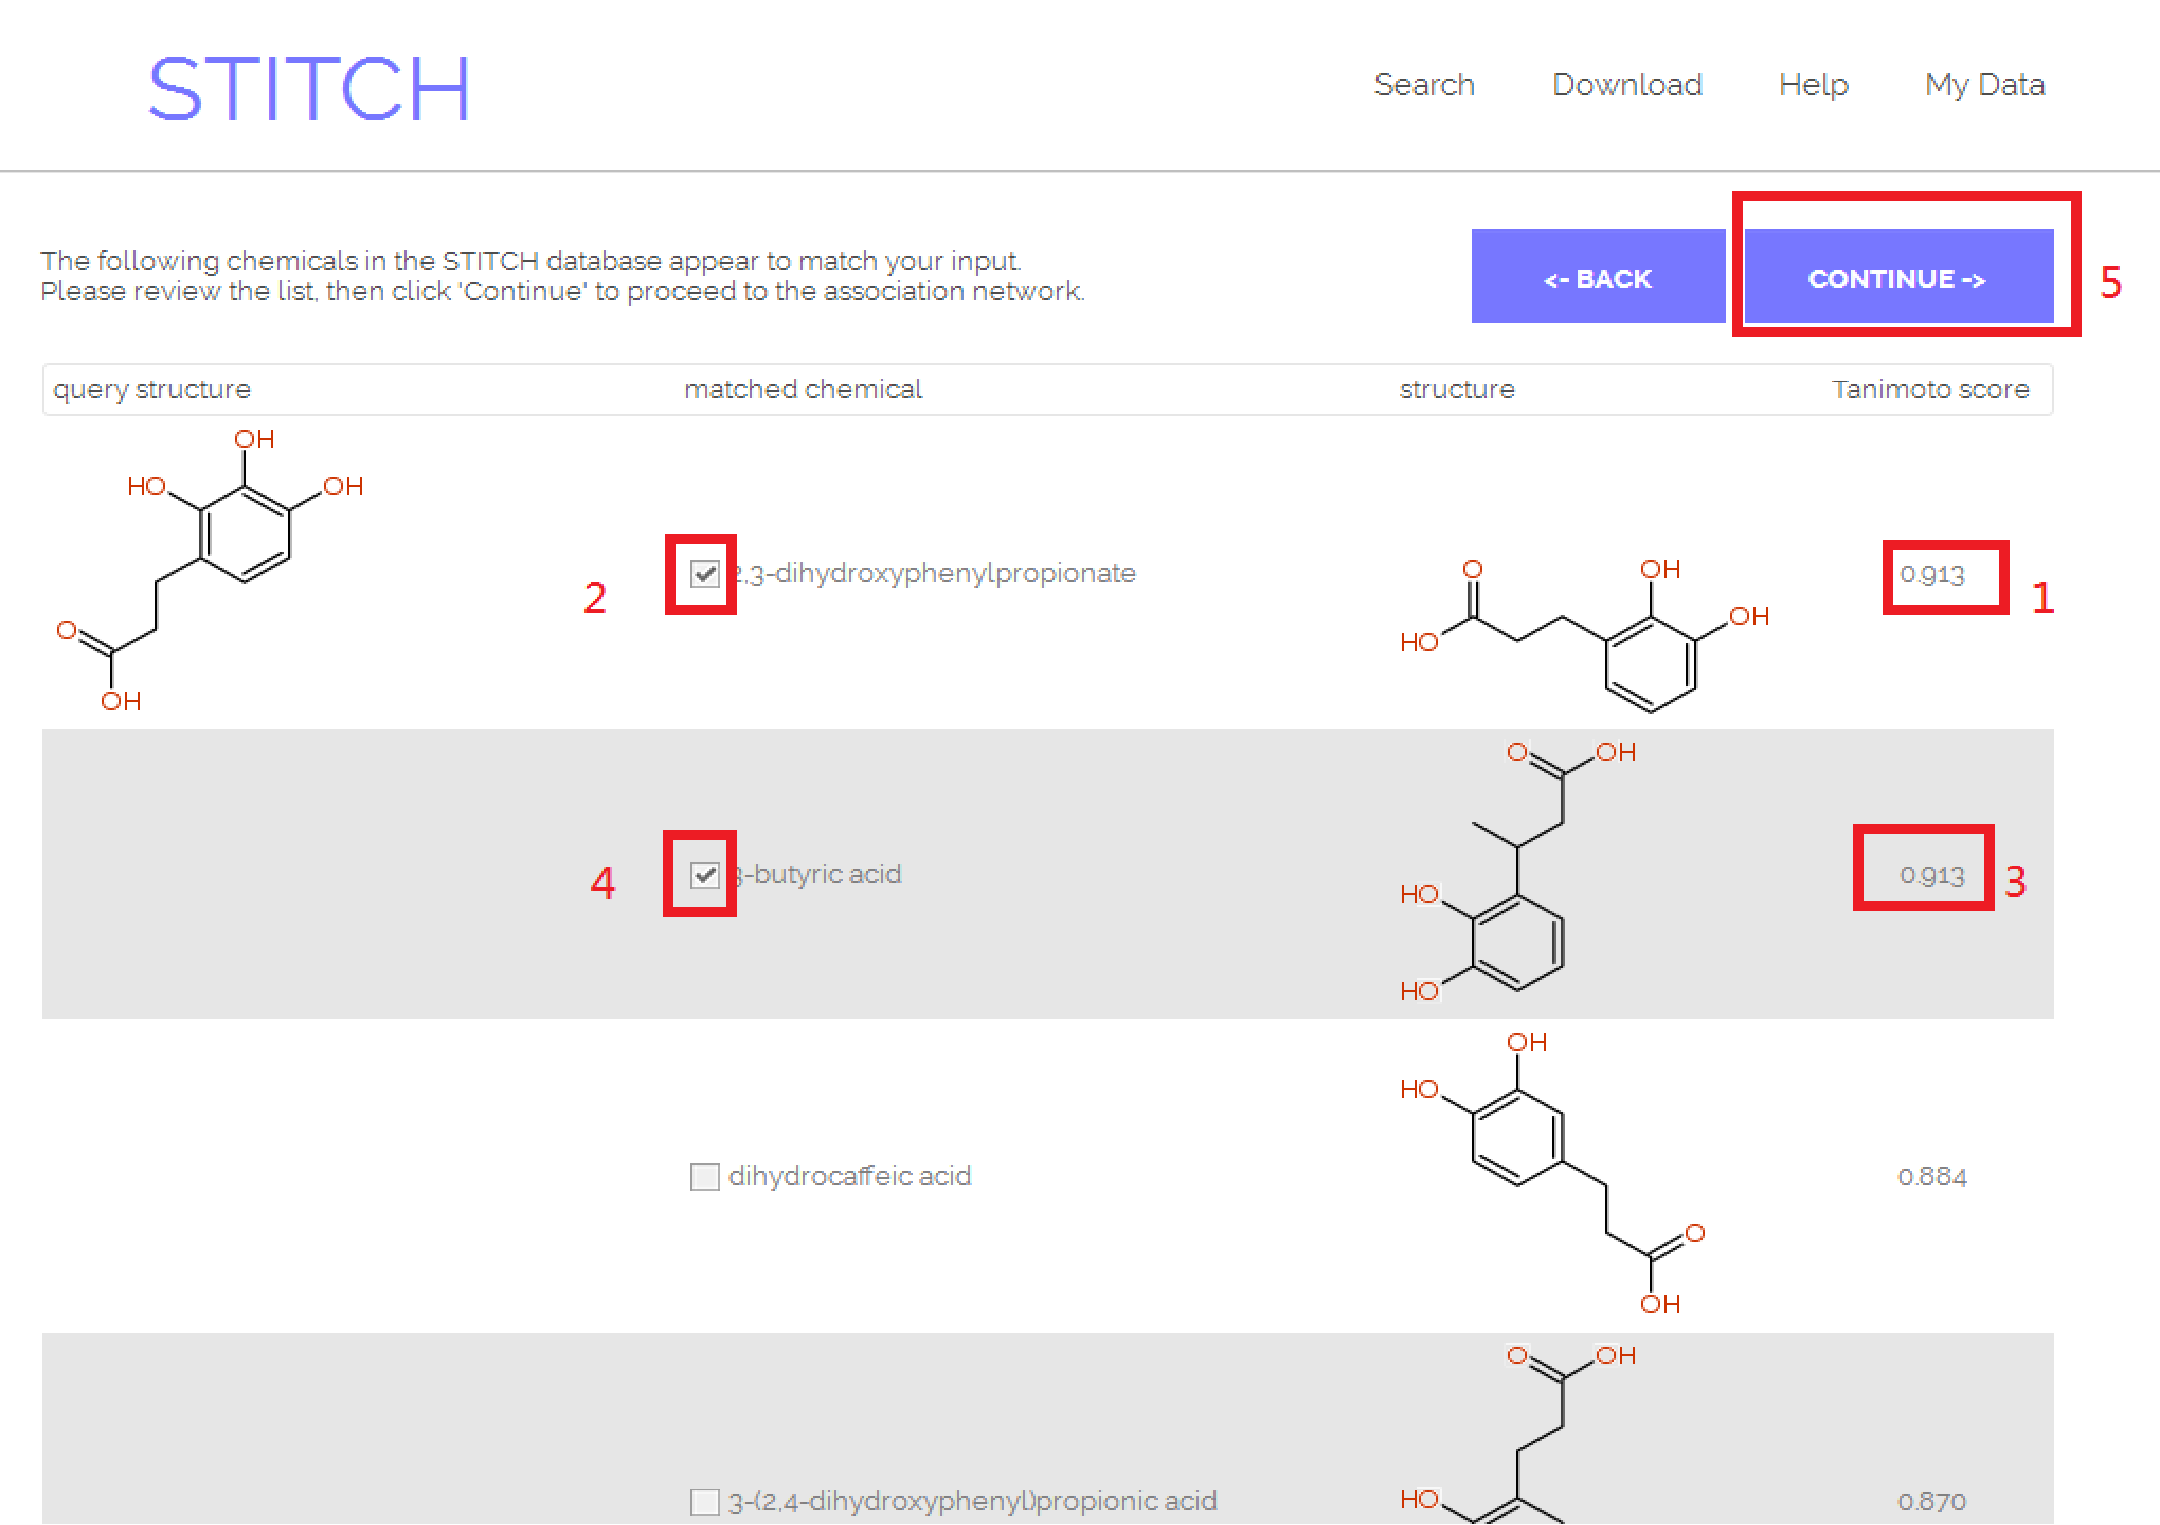 STITCH
Search Download Help My Data
The following chemicals in the STITCH database appear to match your input.
Please review the list, then click 'Continue' to proceed to the association network.
<- BACK
CONTINUE ->
5
query structure matched chemical structure Tanimoto score
OH
HO OH
O
OH
2
2,3-dihydroxyphenylpropionate
O
HO
OH
OH
0.913
1
4
3-butyric acid
O OH
HO
HO
0.913
3
dihydrocaffeic acid
OH
HO
O
OH
0.884
3-(2,4-dihydroxyphenyl)propionic acid
O OH
HO
0.870